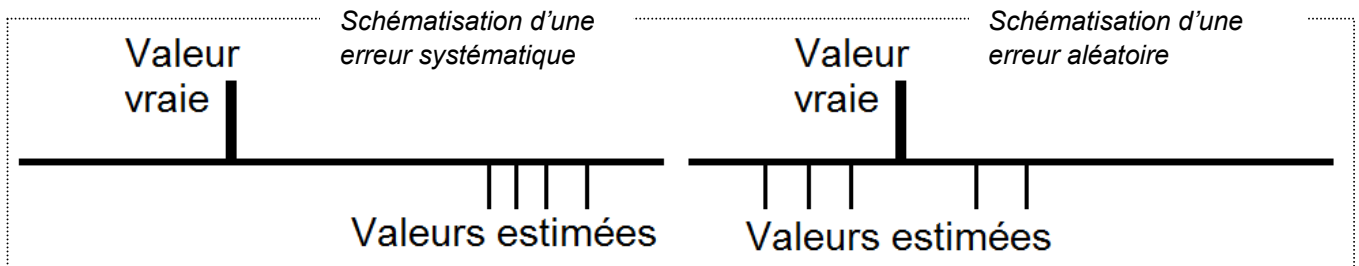 Schématisation d'une
erreur systématique
Valeur
vraie
Valeurs estimées
Schématisation d'une
erreur aléatoire
Valeur
vraie
Valeurs estimées